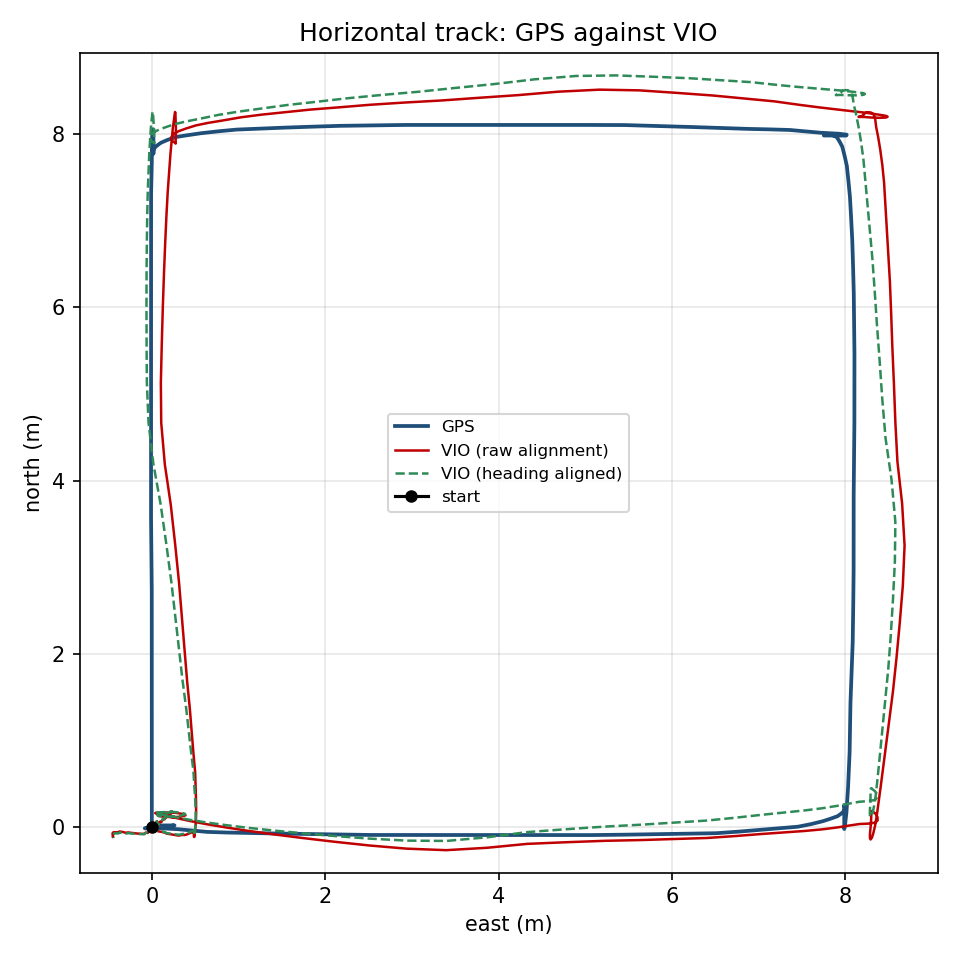 Horizontal track: GPS against VIO
north (m)
8
6
4
2
0
GPS
VIO (raw alignment)
VIO (heading aligned)
start
0 2 4 6 8
east (m)